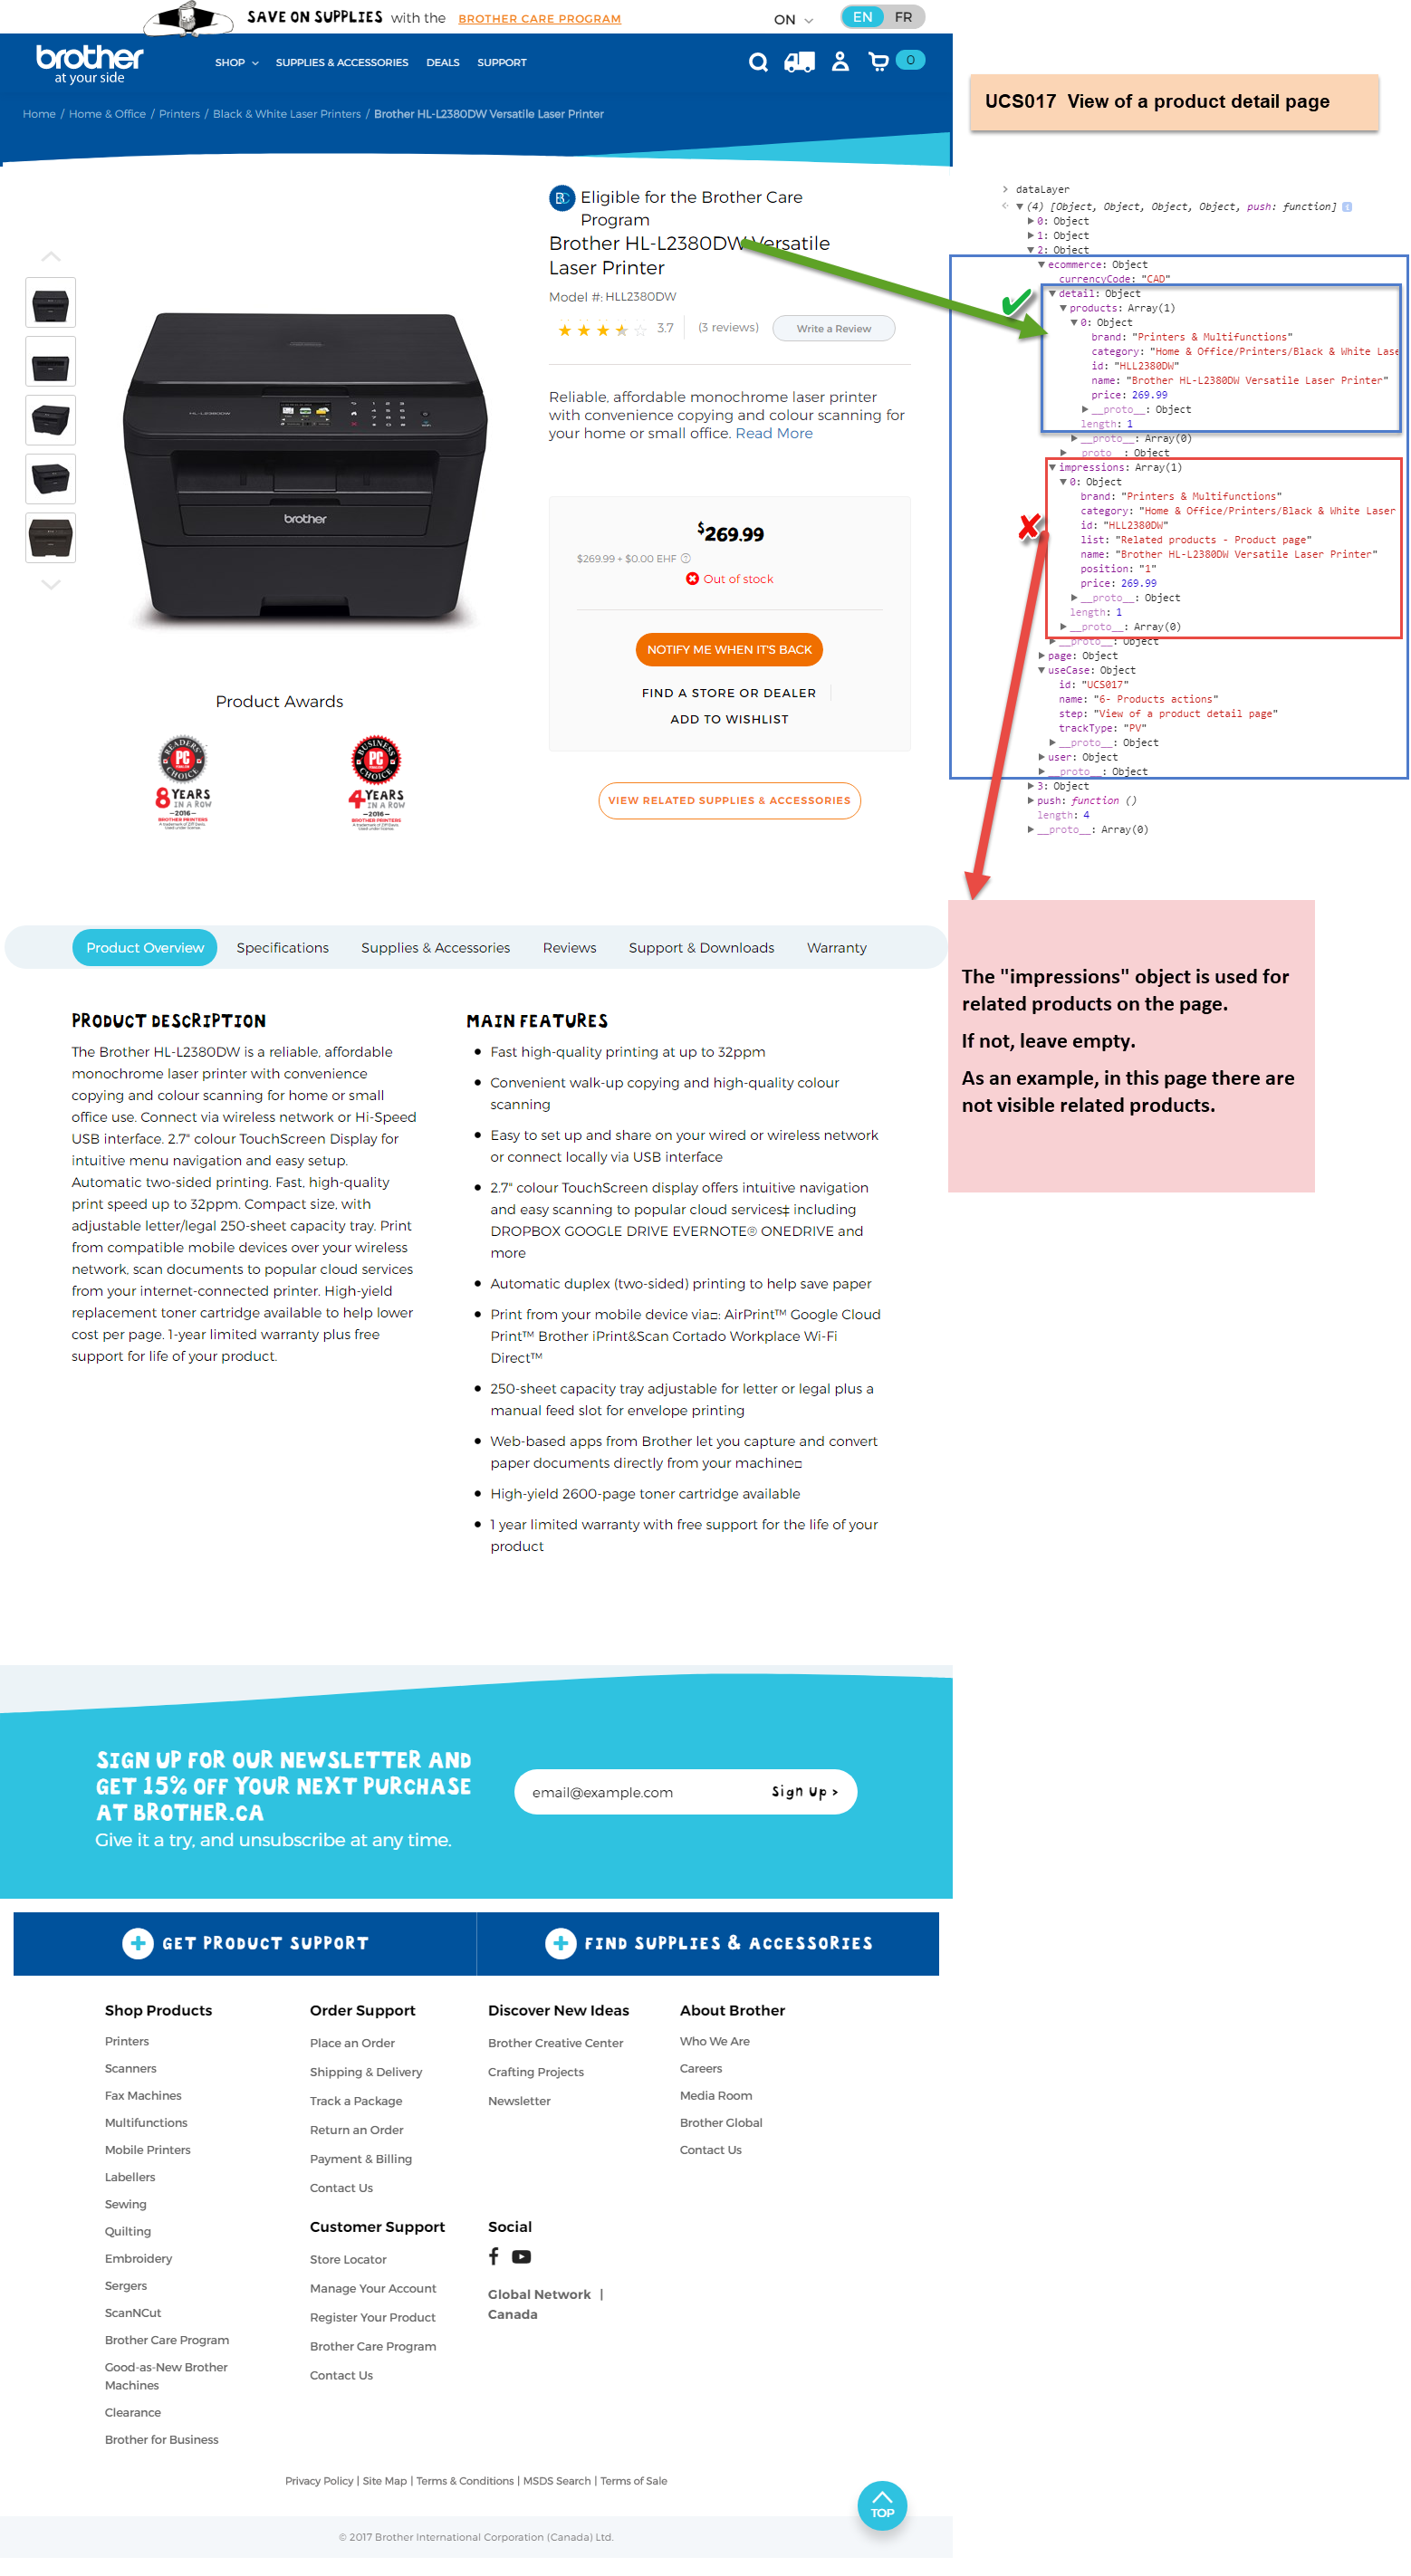 SAVE ON SUPPLIES with the BROTHER CARE PROGRAM
ON
EN FR
brother
at your side
SHOP
SUPPLIES & ACCESSORIES
DEALS
SUPPORT
0
Home / Home & Office / Printers / Black & White Laser Printers / Brother HL-L2380DW Versatile Laser Printer
UCS017 View of a product detail page
Eligible for the Brother Care
Program
Brother HL-L2380DW Versatile
Laser Printer
Model #: HLL2380DW
3.7
(3 reviews)
Write a Review
Reliable, affordable monochrome laser printer
with convenience copying and colour scanning for
your home or small office. Read More
HL-L2380DW
brother
$269.99
$269.99 + $0.00 EHF
Out of stock
NOTIFY ME WHEN IT'S BACK
FIND A STORE OR DEALER
ADD TO WISHLIST
VIEW RELATED SUPPLIES & ACCESSORIES
Product Awards
READERS'
PC
CHOICE
8 YEARS
IN A ROW
—2016—
BROTHER PRINTERS
A trademark of Ziff Davis,
Used under license.
BUSINESS
PC
CHOICE
4 YEARS
IN A ROW
—2016—
BROTHER PRINTERS
A trademark of Ziff Davis,
Used under license.
dataLayer
(4) [Object, Object, Object, Object, push: function]
0: Object
1: Object
2: Object
ecommerce: Object
currencyCode: "CAD"
detail: Object
products: Array(1)
0: Object
brand: "Printers & Multifunctions"
category: "Home & Office/Printers/Black & White Lase
id: "HLL2380DW"
name: "Brother HL-L2380DW Versatile Laser Printer"
price: 269.99
__proto__: Object
length: 1
__proto__: Array(0)
__proto__: Object
impressions: Array(1)
0: Object
brand: "Printers & Multifunctions"
category: "Home & Office/Printers/Black & White Laser
id: "HLL2380DW"
list: "Related products - Product page"
name: "Brother HL-L2380DW Versatile Laser Printer"
position: "1"
price: 269.99
__proto__: Object
length: 1
__proto__: Array(0)
__proto__: Object
page: Object
useCase: Object
id: "UCS017"
name: "6- Products actions"
step: "View of a product detail page"
trackType: "PV"
__proto__: Object
user: Object
__proto__: Object
3: Object
push: function ()
length: 4
__proto__: Array(0)
The "impressions" object is used for
related products on the page.
If not, leave empty.
As an example, in this page there are
not visible related products.
Product Overview
Specifications
Supplies & Accessories
Reviews
Support & Downloads
Warranty
PRODUCT DESCRIPTION
The Brother HL-L2380DW is a reliable, affordable
monochrome laser printer with convenience
copying and colour scanning for home or small
office use. Connect via wireless network or Hi-Speed
USB interface. 2.7" colour TouchScreen Display for
intuitive menu navigation and easy setup.
Automatic two-sided printing. Fast, high-quality
print speed up to 32ppm. Compact size, with
adjustable letter/legal 250-sheet capacity tray. Print
from compatible mobile devices over your wireless
network, scan documents to popular cloud services
from your internet-connected printer. High-yield
replacement toner cartridge available to help lower
cost per page. 1-year limited warranty plus free
support for life of your product.
MAIN FEATURES
● Fast high-quality printing at up to 32ppm
● Convenient walk-up copying and high-quality colour
scanning
● Easy to set up and share on your wired or wireless network
or connect locally via USB interface
● 2.7" colour TouchScreen display offers intuitive navigation
and easy scanning to popular cloud services‡ including
DROPBOX GOOGLE DRIVE EVERNOTE® ONEDRIVE and
more
● Automatic duplex (two-sided) printing to help save paper
● Print from your mobile device via□: AirPrint™ Google Cloud
Print™ Brother iPrint&Scan Cortado Workplace Wi-Fi
Direct™
● 250-sheet capacity tray adjustable for letter or legal plus a
manual feed slot for envelope printing
● Web-based apps from Brother let you capture and convert
paper documents directly from your machine□
● High-yield 2600-page toner cartridge available
● 1 year limited warranty with free support for the life of your
product
SIGN UP FOR OUR NEWSLETTER AND
GET 15% OFF YOUR NEXT PURCHASE
AT BROTHER.CA
Give it a try, and unsubscribe at any time.
email@example.com
Sign Up >
GET PRODUCT SUPPORT
FIND SUPPLIES & ACCESSORIES
Shop Products
Printers
Scanners
Fax Machines
Multifunctions
Mobile Printers
Labellers
Sewing
Quilting
Embroidery
Sergers
ScanNCut
Brother Care Program
Good-as-New Brother
Machines
Clearance
Brother for Business
Order Support
Place an Order
Shipping & Delivery
Track a Package
Return an Order
Payment & Billing
Contact Us
Customer Support
Store Locator
Manage Your Account
Register Your Product
Brother Care Program
Contact Us
Discover New Ideas
Brother Creative Center
Crafting Projects
Newsletter
Social
Global Network |
Canada
About Brother
Who We Are
Careers
Media Room
Brother Global
Contact Us
Privacy Policy | Site Map | Terms & Conditions | MSDS Search | Terms of Sale
TOP
© 2017 Brother International Corporation (Canada) Ltd.